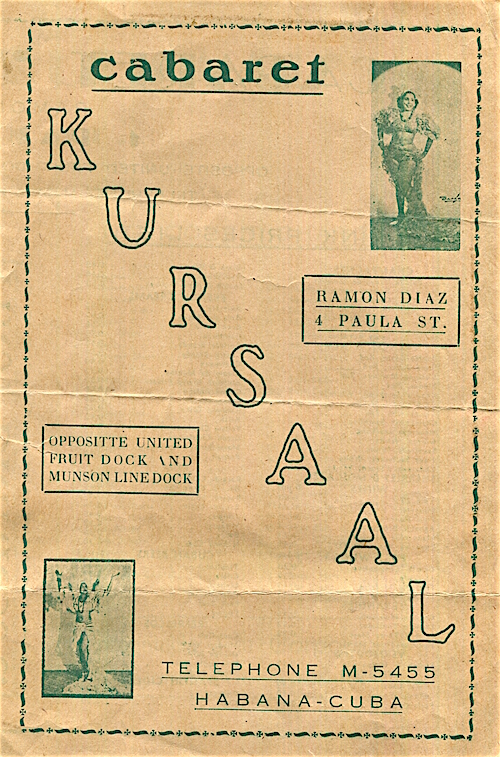 cabaret
K
U
R
S
A
A
L
RAMON DIAZ
4 PAULA ST.
OPPOSITTE UNITED
FRUIT DOCK AND
MUNSON LINE DOCK
TELEPHONE M-5455
HABANA-CUBA